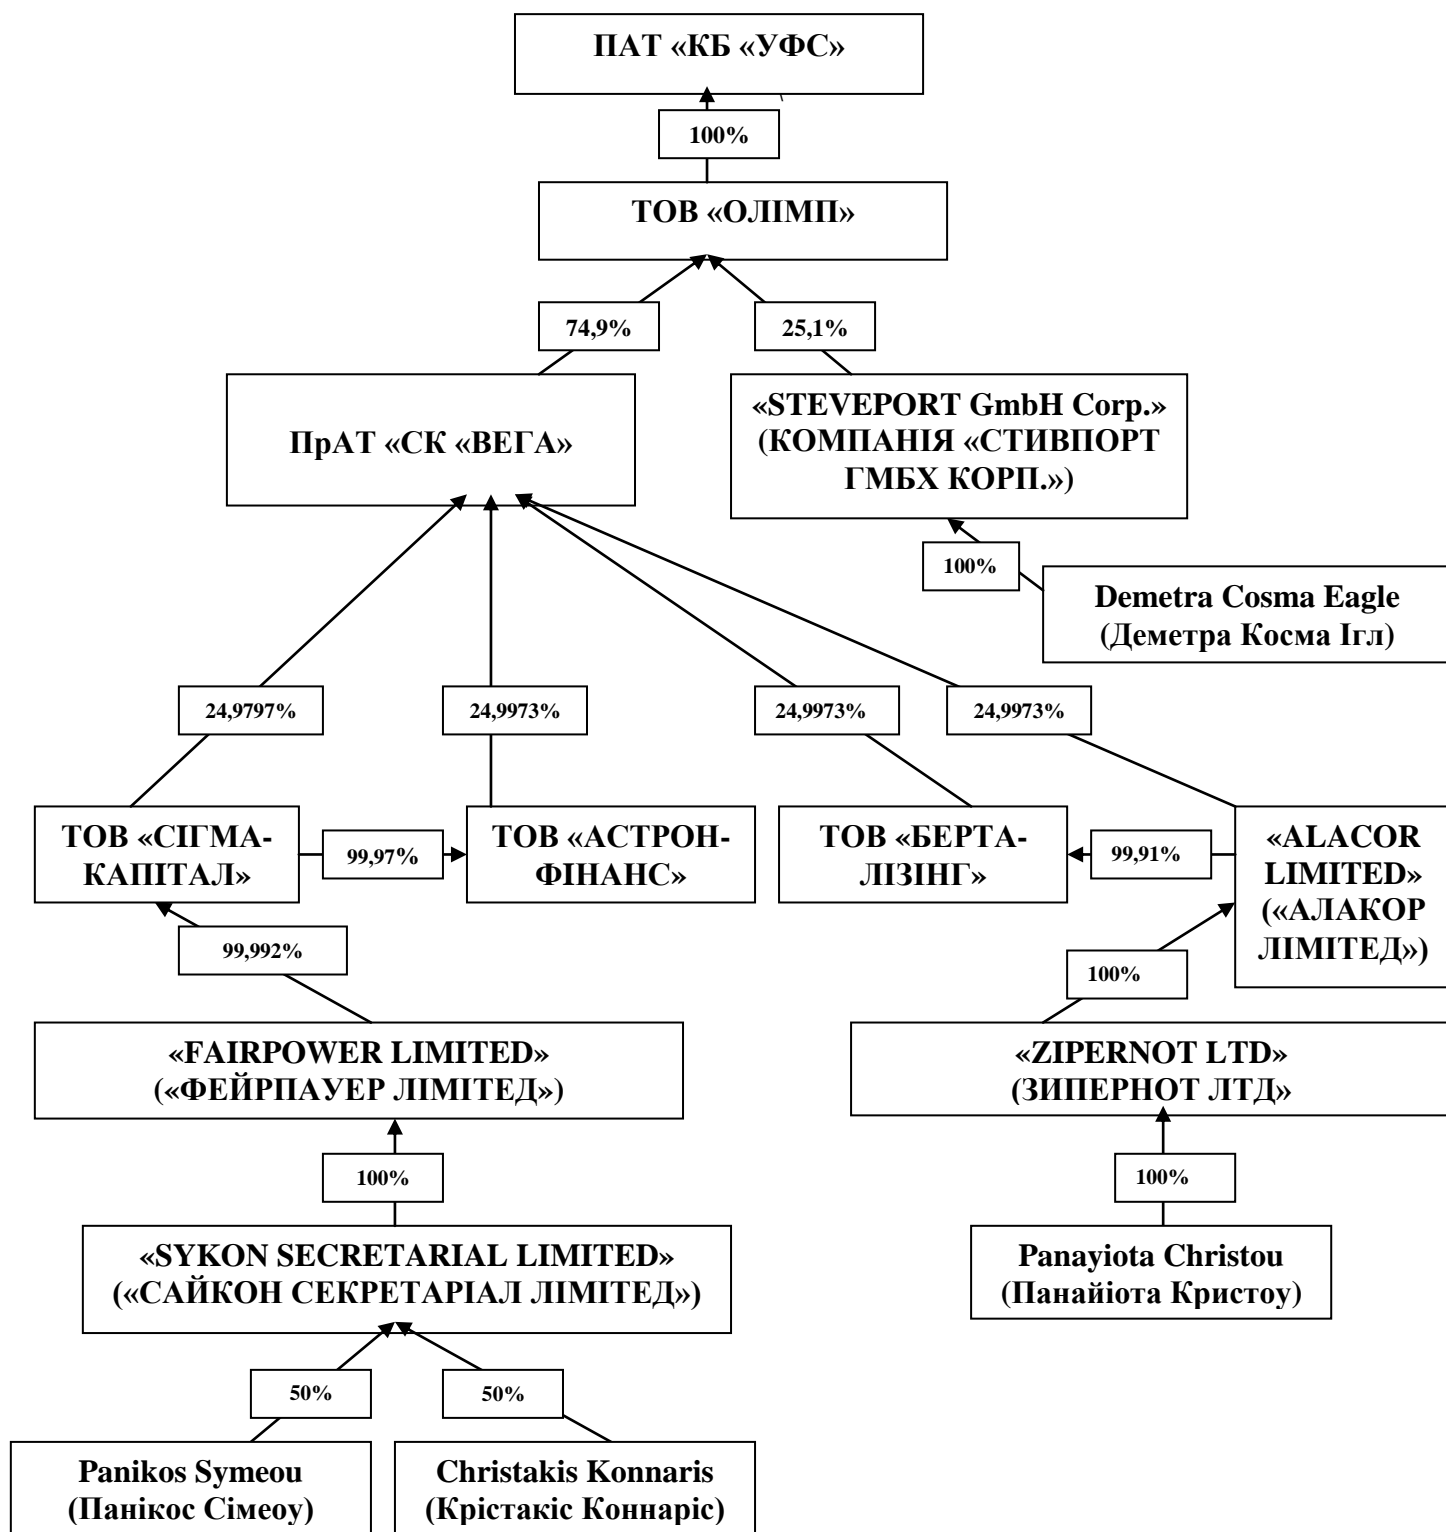 ПАТ «КБ «УФС»
100%
ТОВ «ОЛІМП»
74,9%
25,1%
ПрАТ «СК «ВЕГА»
«STEVEPORT GmbH Corp.»
(КОМПАНІЯ «СТИВПОРТ
ГМБХ КОРП.»)
100%
Demetra Cosma Eagle
(Деметра Косма Ігл)
24,9797%
24,9973%
24,9973%
24,9973%
ТОВ «СІГМА-
КАПІТАЛ»
99,97%
ТОВ «АСТРОН-
ФІНАНС»
ТОВ «БЕРТА-
ЛІЗІНГ»
99,91%
«ALACOR
LIMITED»
(«АЛАКОР
ЛІМІТЕД»)
99,992%
100%
«FAIRPOWER LIMITED»
(«ФЕЙРПАУЕР ЛІМІТЕД»)
«ZIPERNOT LTD»
(ЗИПЕРНОТ ЛТД»
100%
100%
«SYKON SECRETARIAL LIMITED»
(«САЙКОН СЕКРЕТАРІАЛ ЛІМІТЕД»)
Panayiota Christou
(Панайіота Кристоу)
50%
50%
Panikos Symeou
(Панікос Сімеоу)
Christakis Konnaris
(Крістакіс Коннаріс)